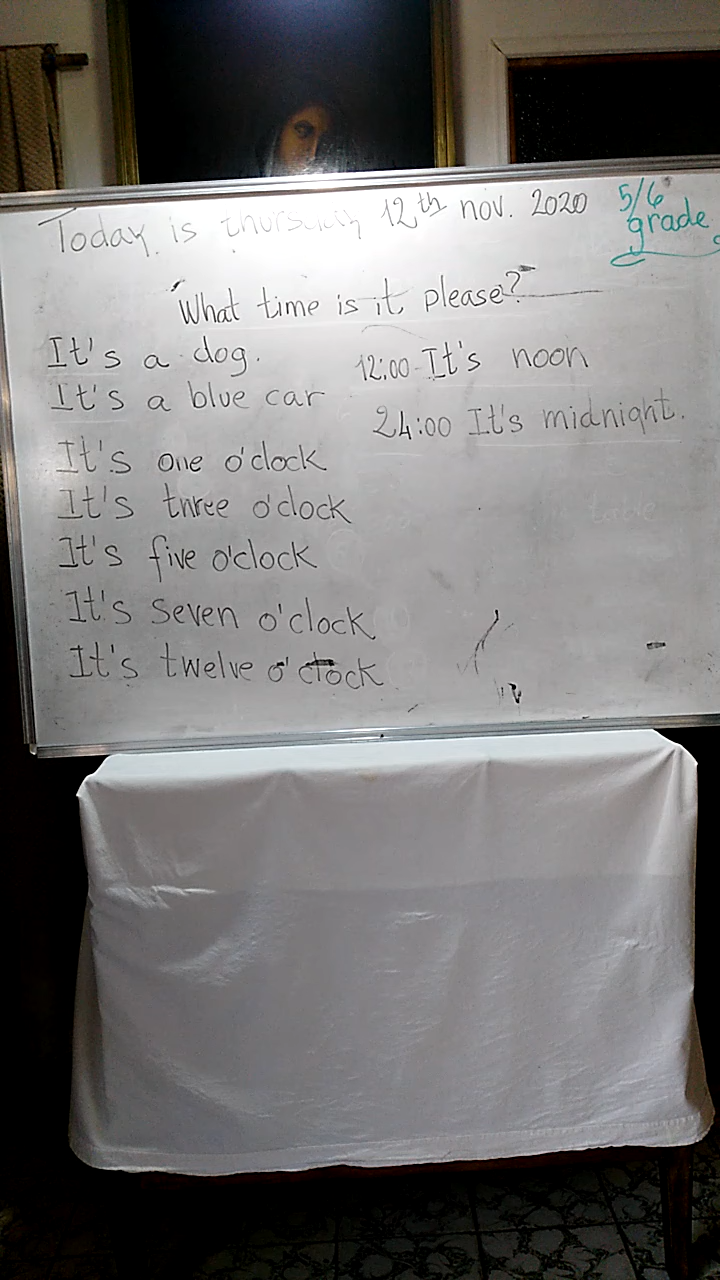 Today is thursday 12th nov. 2020
5/6
grade
"What time is it, please?"
It's a dog.
It's a blue car
It's one o'clock
It's three o'clock
It's five o'clock
It's seven o'clock
It's twelve o'clock
12:00 It's noon
24:00 It's midnight.
table